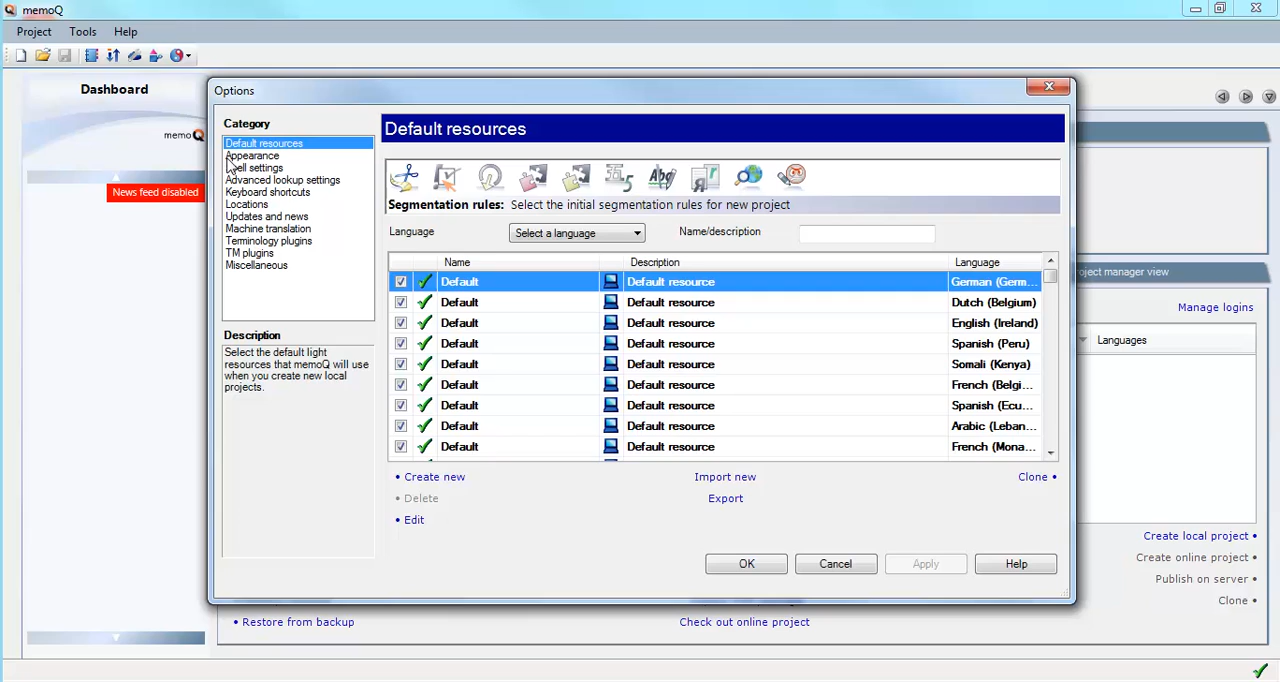 memoQ
Project Tools Help
Dashboard
memoQ
News feed disabled
Options
Category
Default resources
Appearance
ell settings
Advanced lookup settings
Keyboard shortcuts
Locations
Updates and news
Machine translation
Terminology plugins
TM plugins
Miscellaneous
Description
Select the default light
resources that memoQ will use
when you create new local
projects.
Default resources
Segmentation rules: Select the initial segmentation rules for new project
Language Select a language Name/description
Name Description Language
Default Default resource German (Germ...
Default Default resource Dutch (Belgium)
Default Default resource English (Ireland)
Default Default resource Spanish (Peru)
Default Default resource Somali (Kenya)
Default Default resource French (Belgi...
Default Default resource Spanish (Ecu...
Default Default resource Arabic (Leban...
Default Default resource French (Mona...
Create new Import new Clone
Delete Export
Edit
OK Cancel Apply Help
oject manager view
Manage logins
Languages
Create local project
Create online project
Publish on server
Clone
Restore from backup Check out online project